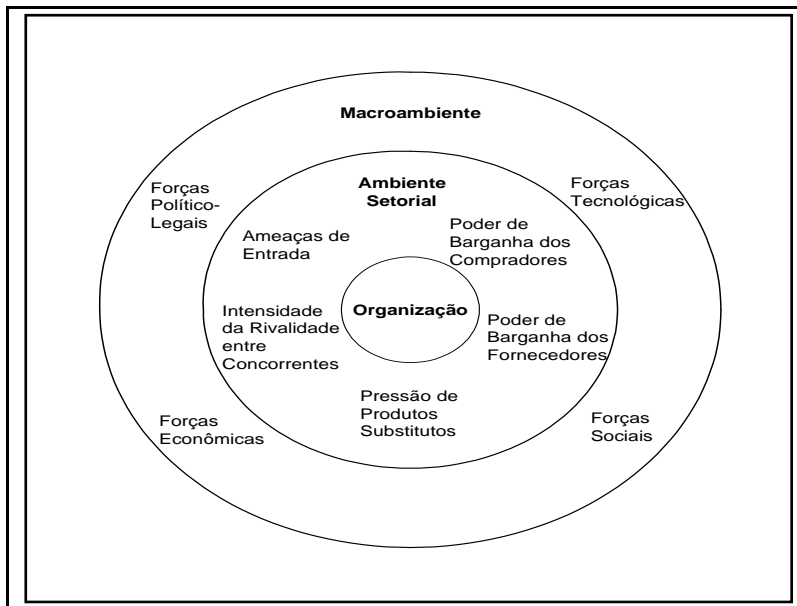 Macroambiente
Forças
Político-
Legais
Ambiente
Setorial
Forças
Tecnológicas
Ameaças de
Entrada
Poder de
Barganha dos
Compradores
Intensidade
da Rivalidade
entre
Concorrentes
Organização
Poder de
Barganha dos
Fornecedores
Pressão de
Produtos
Substitutos
Forças
Econômicas
Forças
Sociais